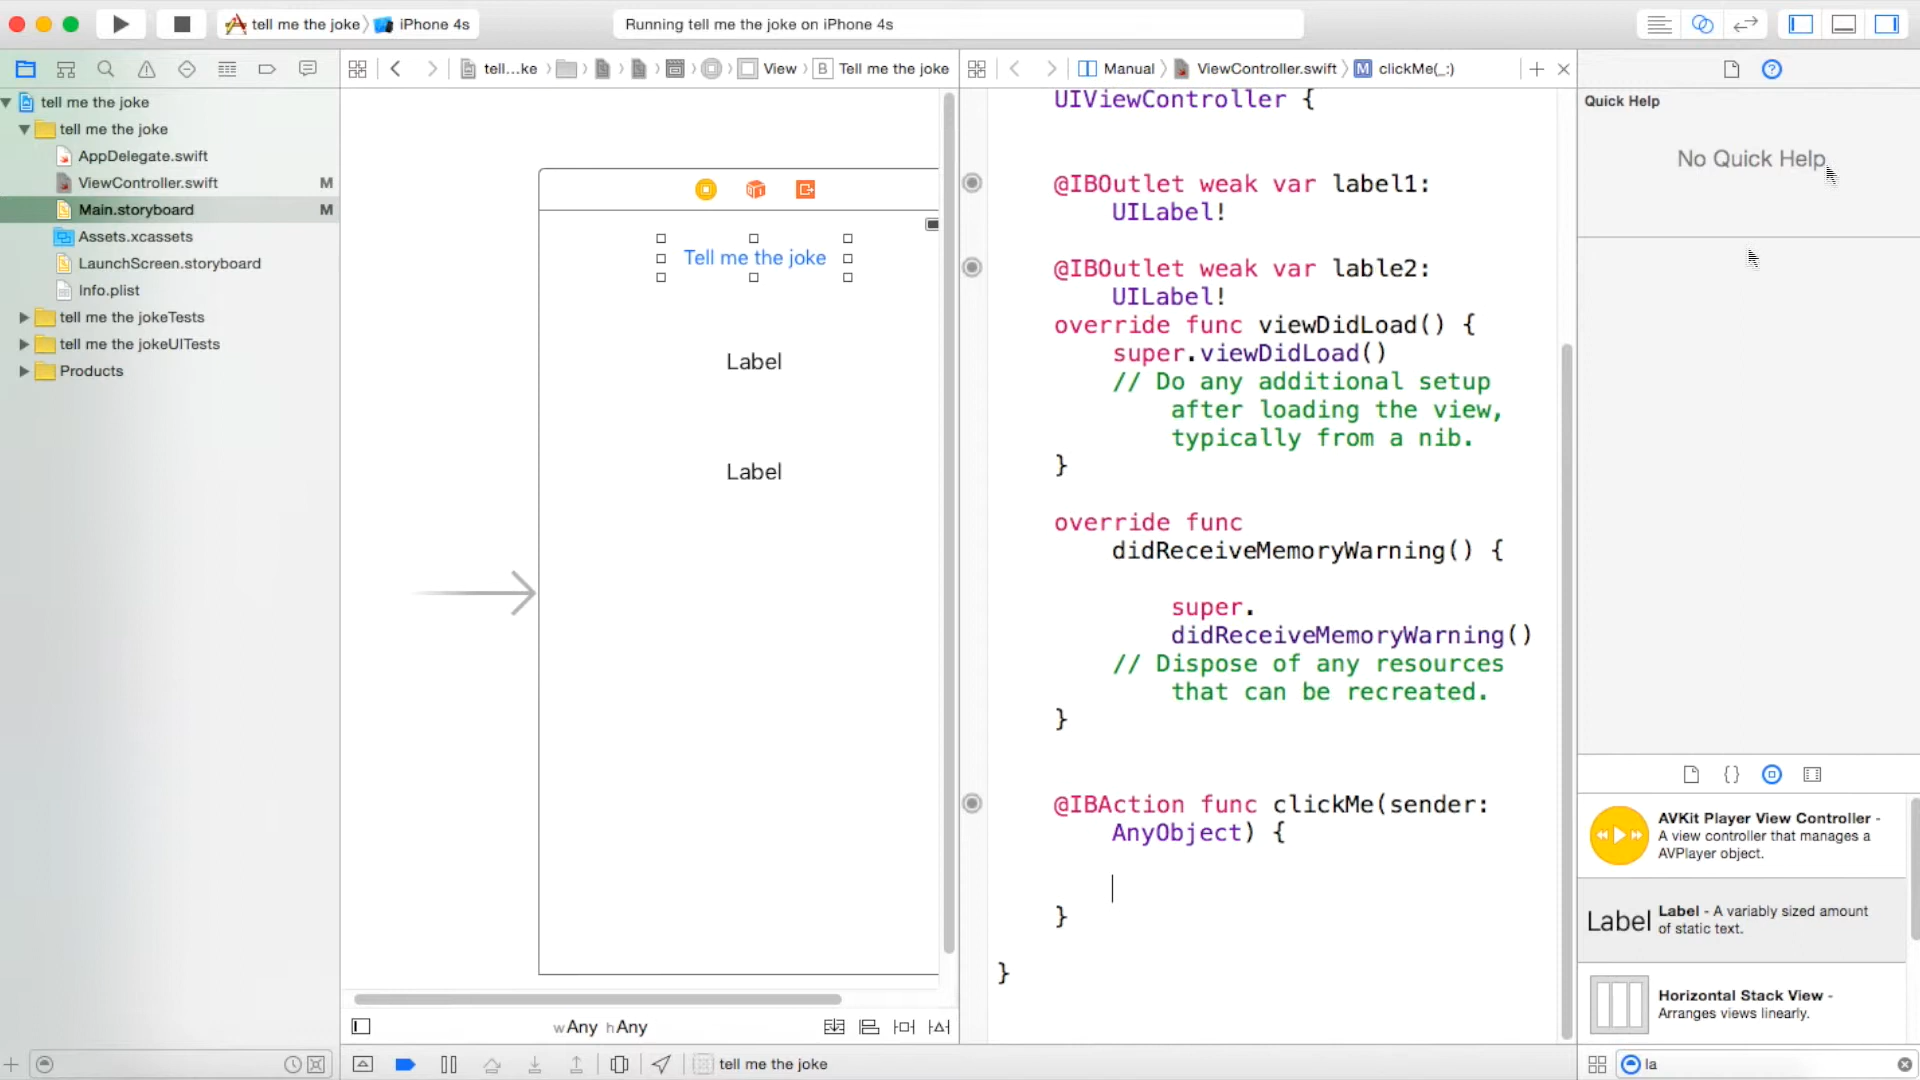 tell me the joke iPhone 4s
Running tell me the joke on iPhone 4s
tell...ke View Tell me the joke
Manual ViewController.swift M clickMe(_:)
tell me the joke
tell me the joke
AppDelegate.swift
ViewController.swift M
Main.storyboard M
Assets.xcassets
LaunchScreen.storyboard
Info.plist
tell me the jokeTests
tell me the jokeUITests
Products
Tell me the joke
Label
Label
wAny hAny
UIViewController {
@IBOutlet weak var label1:
UILabel!
@IBOutlet weak var lable2:
UILabel!
override func viewDidLoad() {
super.viewDidLoad()
// Do any additional setup
after loading the view,
typically from a nib.
}
override func
didReceiveMemoryWarning() {
super.
didReceiveMemoryWarning()
// Dispose of any resources
that can be recreated.
}
@IBAction func clickMe(sender:
AnyObject) {
}
}
tell me the joke
Quick Help
No Quick Help
AVKit Player View Controller -
A view controller that manages a
AVPlayer object.
Label
Label - A variably sized amount
of static text.
Horizontal Stack View -
Arranges views linearly.
la